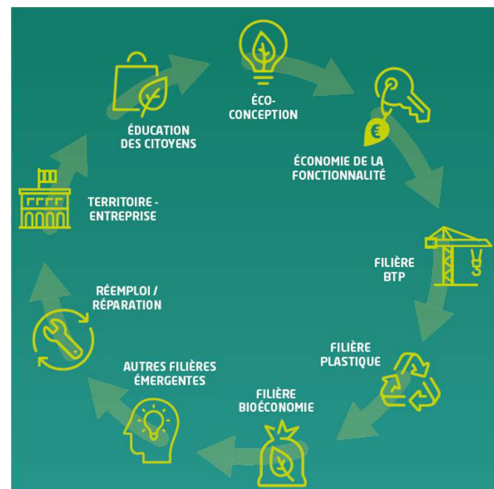 ÉCO-
CONCEPTION
ÉCONOMIE DE LA
FONCTIONNALITÉ
€
FILIÈRE
BTP
FILIÈRE
PLASTIQUE
FILIÈRE
BIOÉCONOMIE
AUTRES FILIÈRES
ÉMERGENTES
RÉEMPLOI /
RÉPARATION
TERRITOIRE -
ENTREPRISE
ÉDUCATION
DES CITOYENS